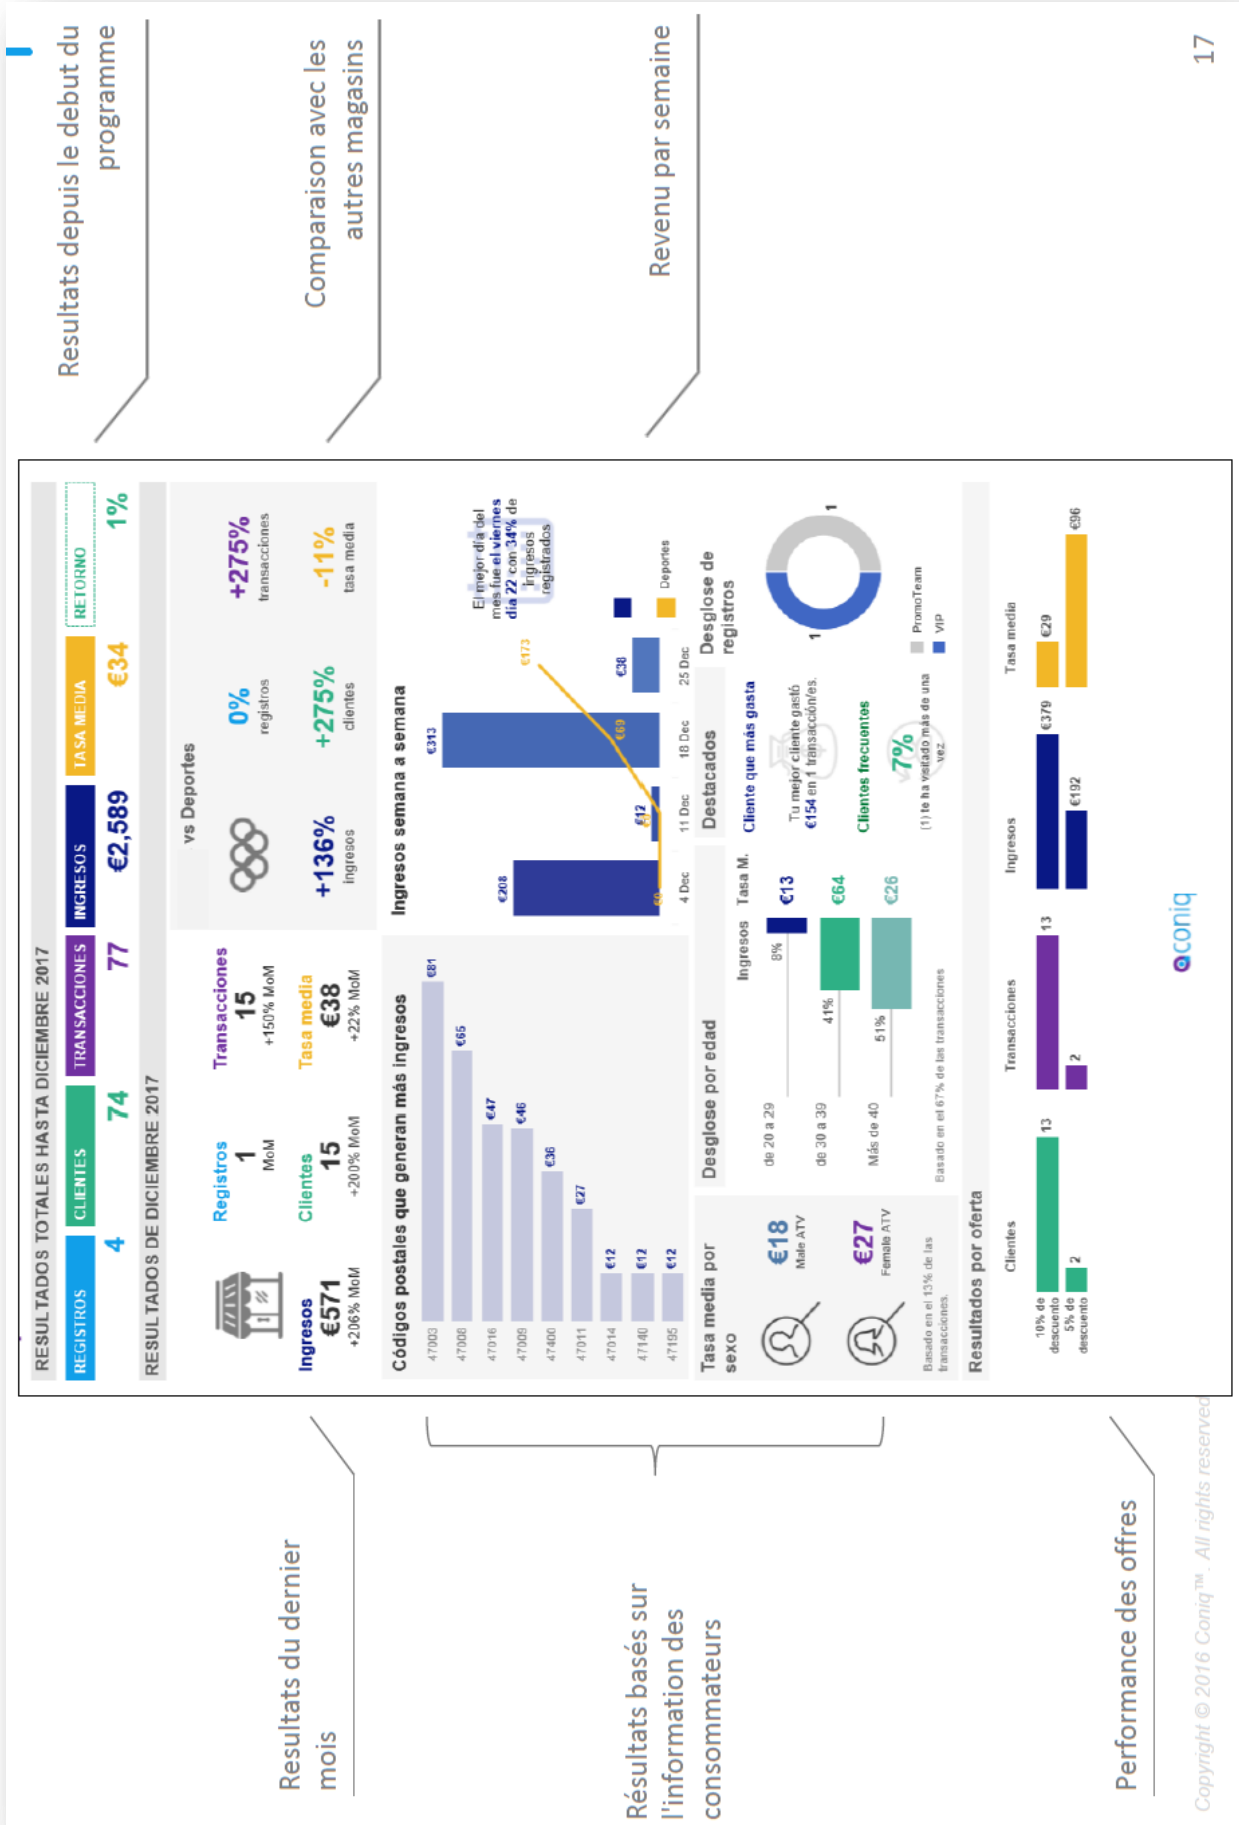 Resultats depuis le debut du
programme
Comparaison avec les
autres magasins
Revenu par semaine
Resultats du dernier
mois
Résultats basés sur
l'information des
consommateurs
Performance des offres
RESULTADOS TOTALES HASTA DICIEMBRE 2017
REGISTROS CLIENTES TRANSACCIONES INGRESOS TASA MEDIA RETORNO
4 74 77 €2,589 €34 1%
RESULTADOS DE DICIEMBRE 2017
Registros
1
MoM
Transacciones
15
+150% MoM
Ingresos
€571
+206% MoM
Clientes
15
+200% MoM
Tasa media
€38
+22% MoM
vs Deportes
0%
registros
+275%
transacciones
+136%
ingresos
+275%
clientes
-11%
tasa media
Códigos postales que generan más ingresos
47003 €81
47008 €65
47016 €47
47009 €46
47400 €36
47011 €27
47014 €12
47140 €12
47195 €12
Ingresos semana a semana
€208 €12 €313 €38
€0 €69 €173
4 Dec 11 Dec 18 Dec 25 Dec
El mejor día del
mes fue el viernes
día 22 con 34% de
ingresos
registrados
Deportes
Tasa media por
sexo
€18
Male ATV
€27
Female ATV
Basado en el 13% de las
transacciones.
Desglose por edad
Ingresos Tasa M.
de 20 a 29 8% €13
de 30 a 39 41% €64
Más de 40 51% €26
Basado en el 67% de las transacciones
Destacados
Cliente que más gasta
Tu mejor cliente gastó
€154 en 1 transacción/es.
Clientes frecuentes
7%
(1) te ha visitado más de una
vez
Desglose de
registros
1 1
PromoTeam
VIP
Resultados por oferta
Clientes Transacciones Ingresos Tasa media
10% de
descuento
13 13 €379 €29
5% de
descuento
2 2 €192 €96
coniq
Copyright © 2016 Coniq™. All rights reserved
17